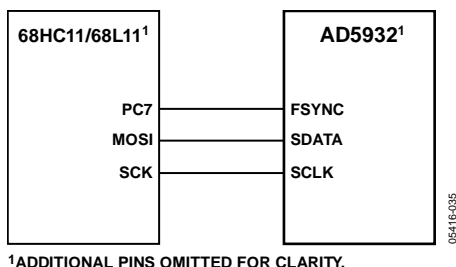 68HC11/68L11¹
AD5932¹
PC7
FSYNC
MOSI
SDATA
SCK
SCLK
05416-035
¹ADDITIONAL PINS OMITTED FOR CLARITY.